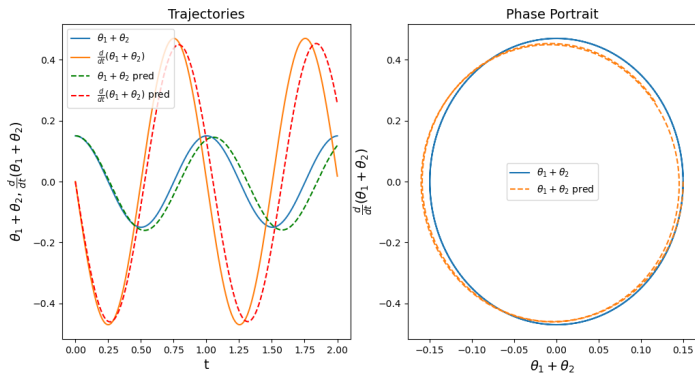 Trajectories
θ₁ + θ₂, d/dt(θ₁ + θ₂)
0.4
0.2
0.0
−0.2
−0.4
θ₁ + θ₂
d/dt(θ₁ + θ₂)
θ₁ + θ₂ pred
d/dt(θ₁ + θ₂) pred
0.00 0.25 0.50 0.75 1.00 1.25 1.50 1.75 2.00
t
Phase Portrait
d/dt(θ₁ + θ₂)
0.4
0.2
0.0
−0.2
−0.4
θ₁ + θ₂
θ₁ + θ₂ pred
−0.15 −0.10 −0.05 0.00 0.05 0.10 0.15
θ₁ + θ₂